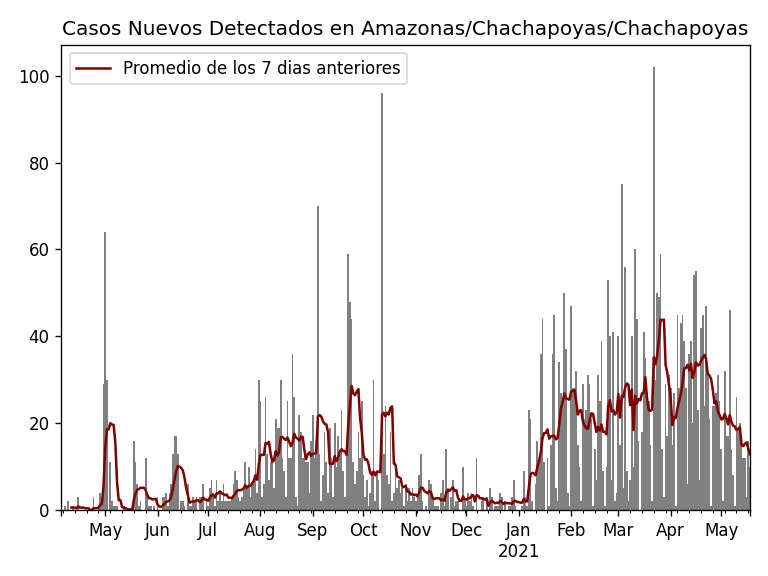 Casos Nuevos Detectados en Amazonas/Chachapoyas/Chachapoyas
Promedio de los 7 dias anteriores
100
80
60
40
20
0
May Jun Jul Aug Sep Oct Nov Dec Jan Feb Mar Apr May
2021